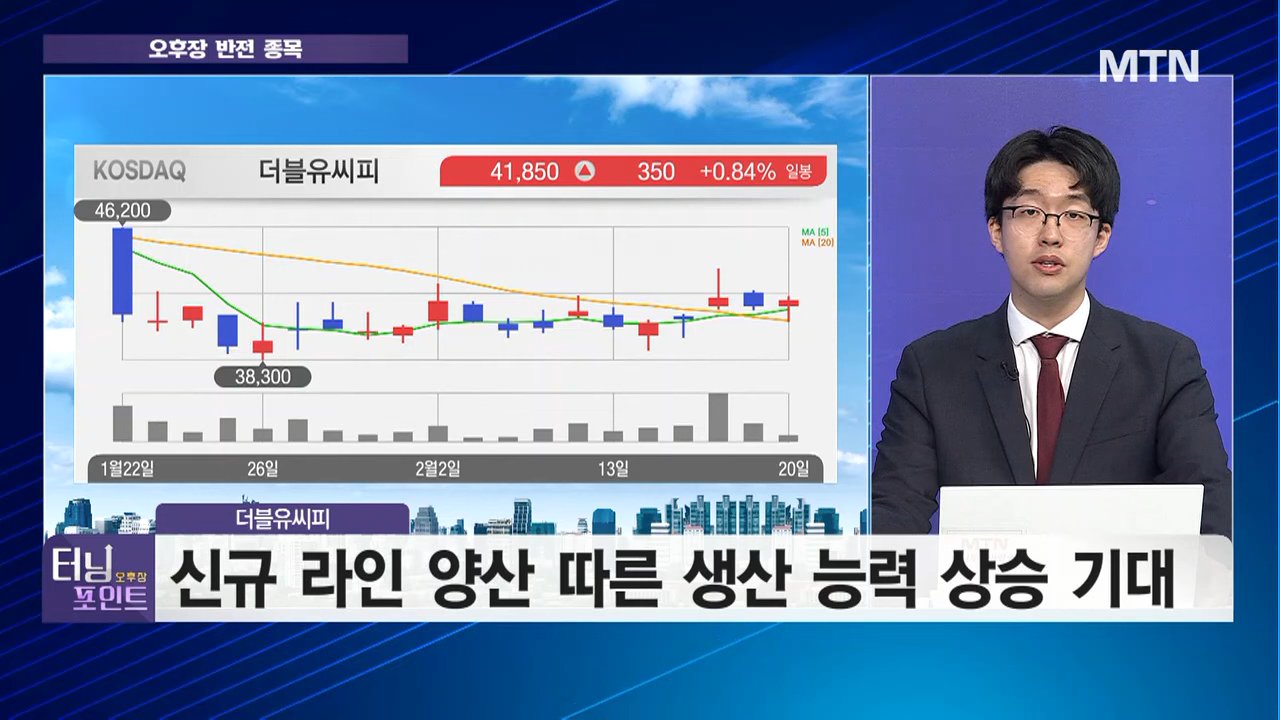 오후장 반전 종목
MTN
KOSDAQ 더블유씨피 41,850 350 +0.84% 일봉
46,200
MA [5]
MA [20]
38,300
1월22일 26일 2월2일 13일 20일
더블유씨피
터닝 오후장 포인트
신규 라인 양산 따른 생산 능력 상승 기대
MTN